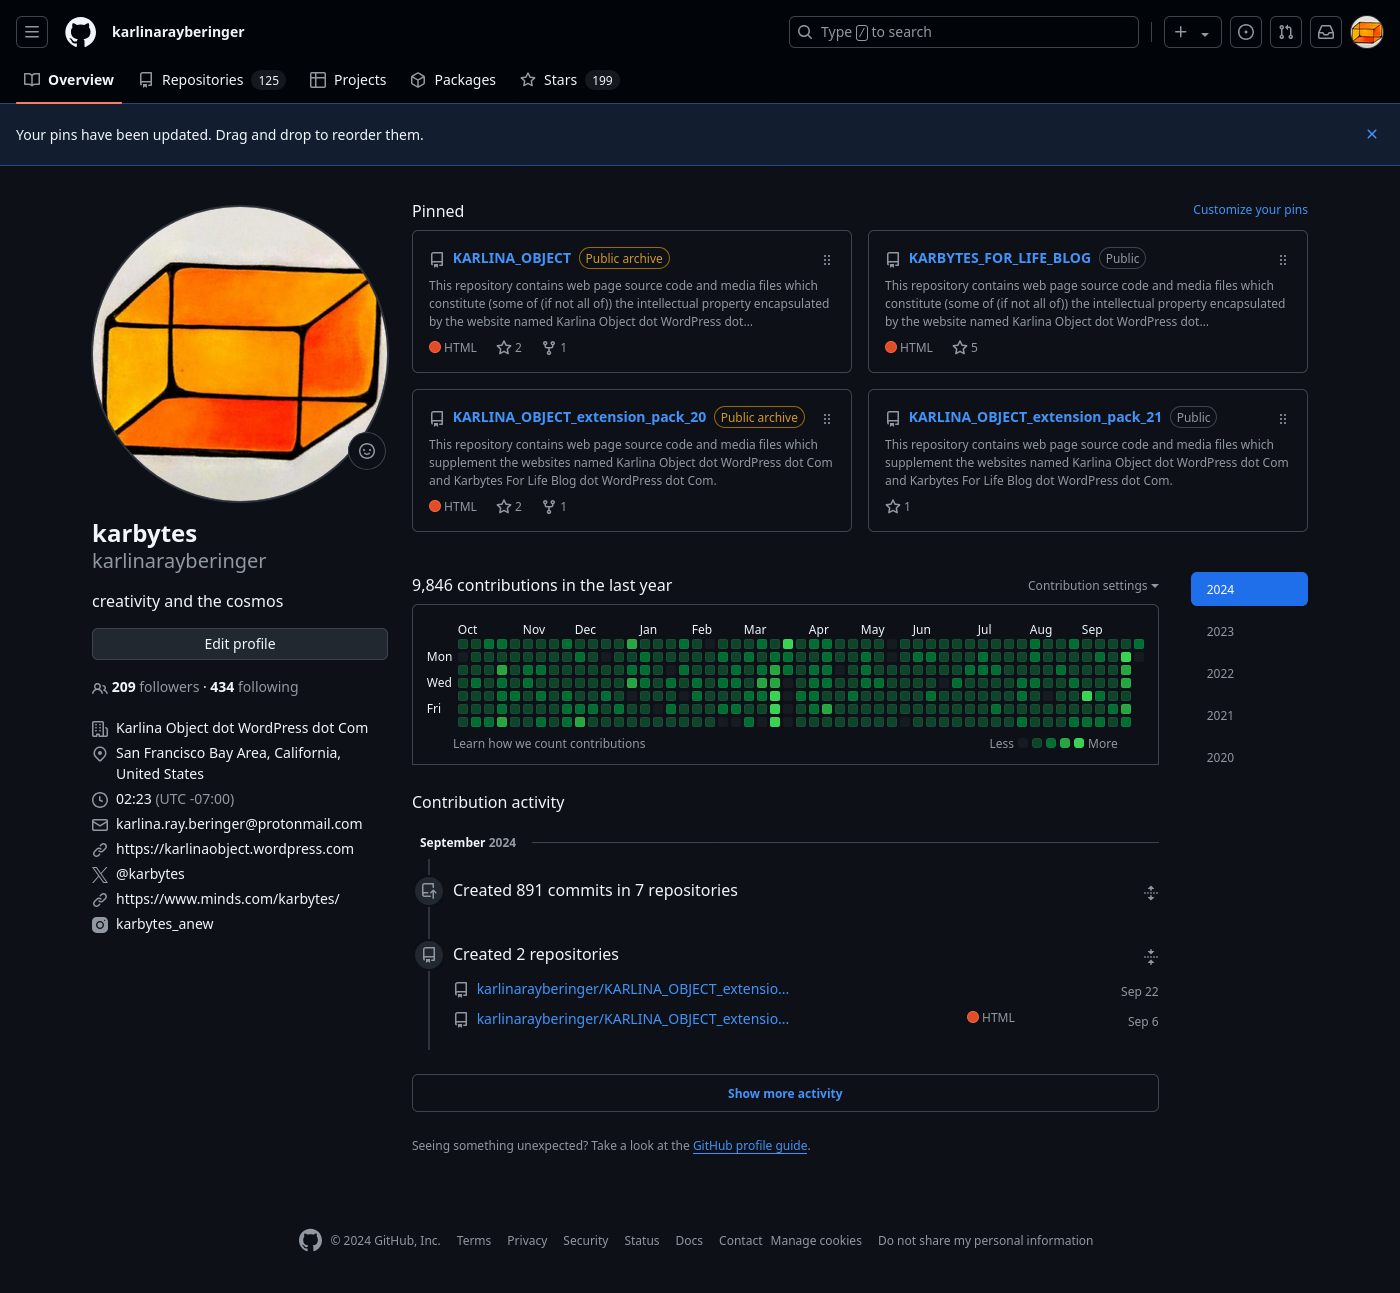 karlinarayberinger
Type / to search
Overview
Repositories 125
Projects
Packages
Stars 199
Your pins have been updated. Drag and drop to reorder them.
karbytes
karlinarayberinger
creativity and the cosmos
Edit profile
209 followers · 434 following
Karlina Object dot WordPress dot Com
San Francisco Bay Area, California,
United States
02:23 (UTC -07:00)
karlina.ray.beringer@protonmail.com
https://karlinaobject.wordpress.com
@karbytes
https://www.minds.com/karbytes/
karbytes_anew
Pinned
Customize your pins
KARLINA_OBJECT Public archive
This repository contains web page source code and media files which
constitute (some of (if not all of)) the intellectual property encapsulated
by the website named Karlina Object dot WordPress dot…
HTML 2 1
KARBYTES_FOR_LIFE_BLOG Public
This repository contains web page source code and media files which
constitute (some of (if not all of)) the intellectual property encapsulated
by the website named Karlina Object dot WordPress dot…
HTML 5
KARLINA_OBJECT_extension_pack_20 Public archive
This repository contains web page source code and media files which
supplement the websites named Karlina Object dot WordPress dot Com
and Karbytes For Life Blog dot WordPress dot Com.
HTML 2 1
KARLINA_OBJECT_extension_pack_21 Public
This repository contains web page source code and media files which
supplement the websites named Karlina Object dot WordPress dot Com
and Karbytes For Life Blog dot WordPress dot Com.
1
9,846 contributions in the last year
Contribution settings
Oct Nov Dec Jan Feb Mar Apr May Jun Jul Aug Sep
Mon
Wed
Fri
Learn how we count contributions
Less More
2024
2023
2022
2021
2020
Contribution activity
September 2024
Created 891 commits in 7 repositories
Created 2 repositories
karlinarayberinger/KARLINA_OBJECT_extensio… Sep 22
karlinarayberinger/KARLINA_OBJECT_extensio… HTML Sep 6
Show more activity
Seeing something unexpected? Take a look at the GitHub profile guide.
© 2024 GitHub, Inc. Terms Privacy Security Status Docs Contact Manage cookies Do not share my personal information